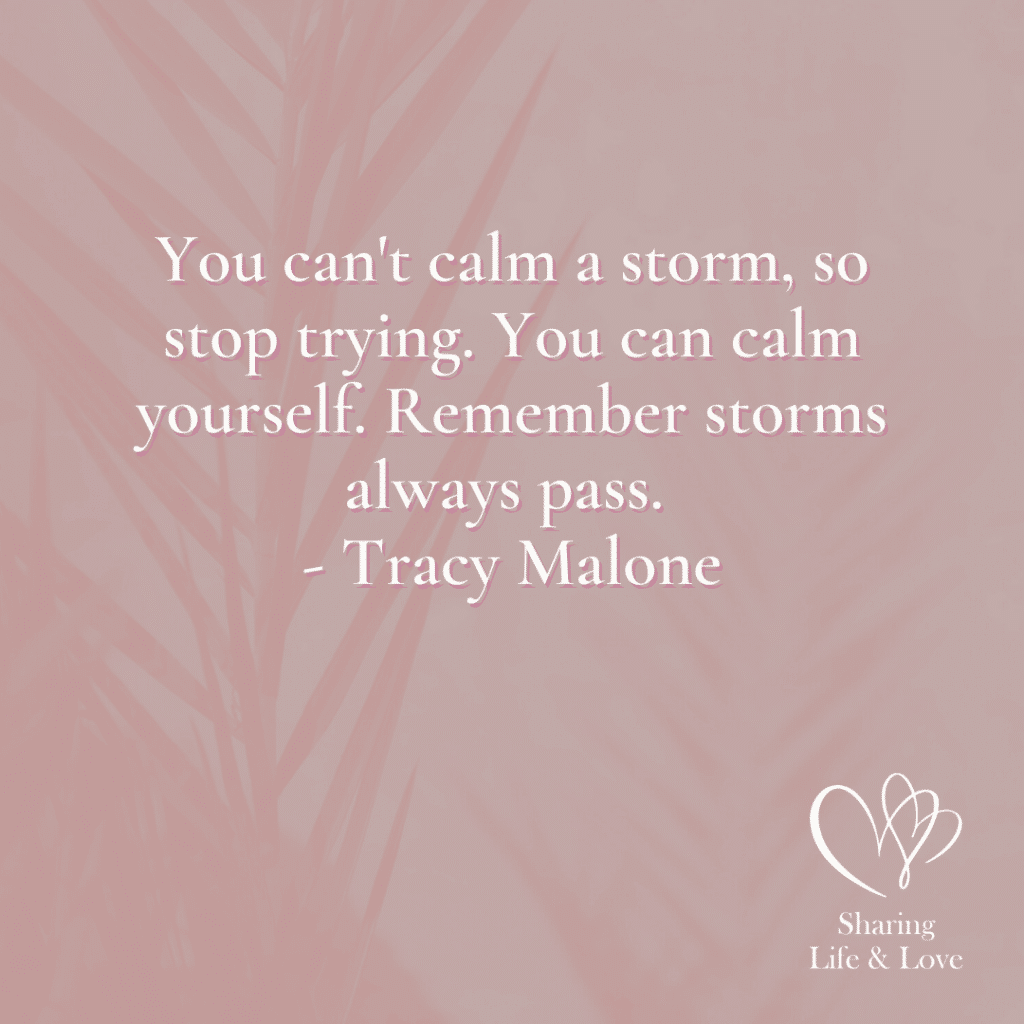 You can't calm a storm, so
stop trying. You can calm
yourself. Remember storms
always pass.
- Tracy Malone
Sharing
Life & Love